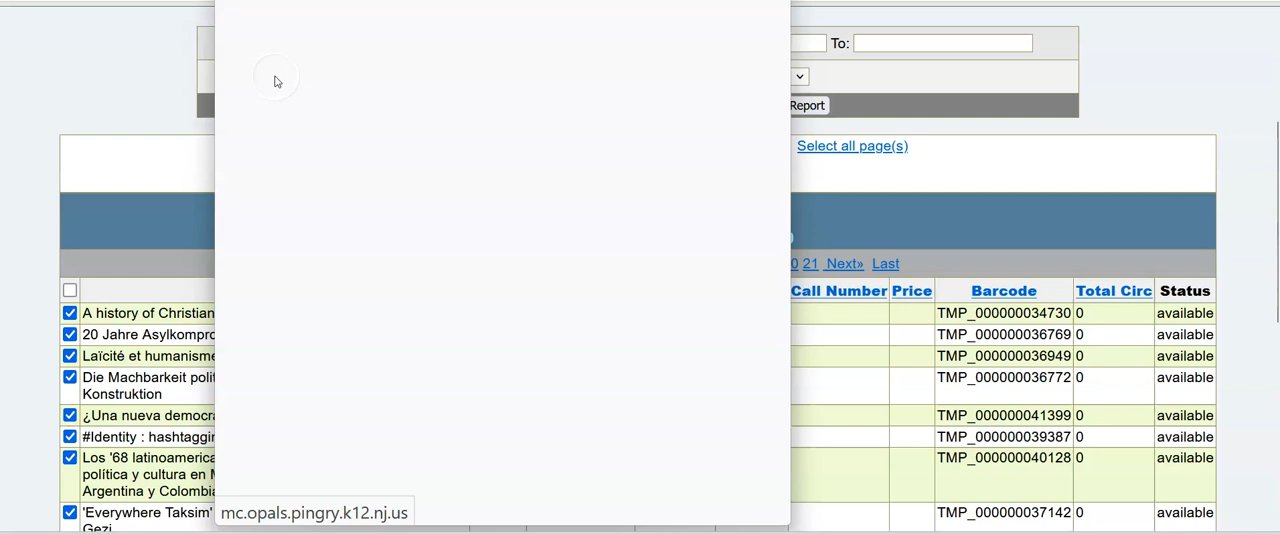 To:
Report
Select all page(s)
0 21 Next» Last
Call Number Price Barcode Total Circ Status
A history of Christian TMP_000000034730 0 available
20 Jahre Asylkompro TMP_000000036769 0 available
Laïcité et humanisme TMP_000000036949 0 available
Die Machbarkeit polit TMP_000000036772 0 available
Konstruktion
¿Una nueva democra TMP_000000041399 0 available
#Identity : hashtaggin TMP_000000039387 0 available
Los '68 latinoamerica TMP_000000040128 0 available
política y cultura en M
Argentina y Colombia
'Everywhere Taksim' TMP_000000037142 0 available
Gezi
mc.opals.pingry.k12.nj.us